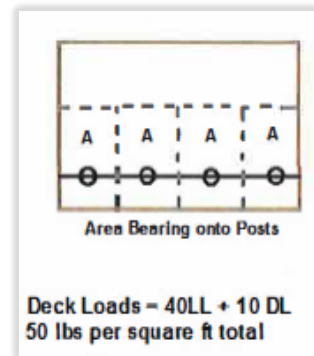 A A A A
Area Bearing onto Posts
Deck Loads = 40LL + 10 DL
50 lbs per square ft total